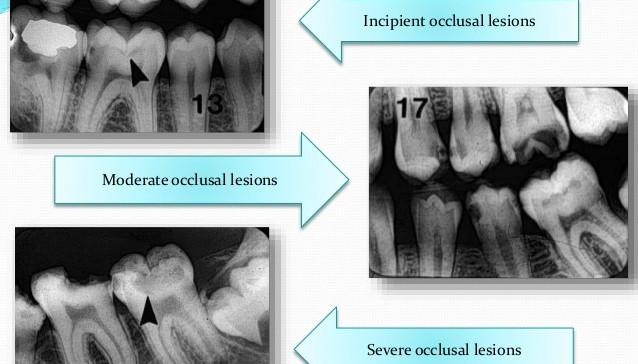 Incipient occlusal lesions
13
17
Moderate occlusal lesions
Severe occlusal lesions